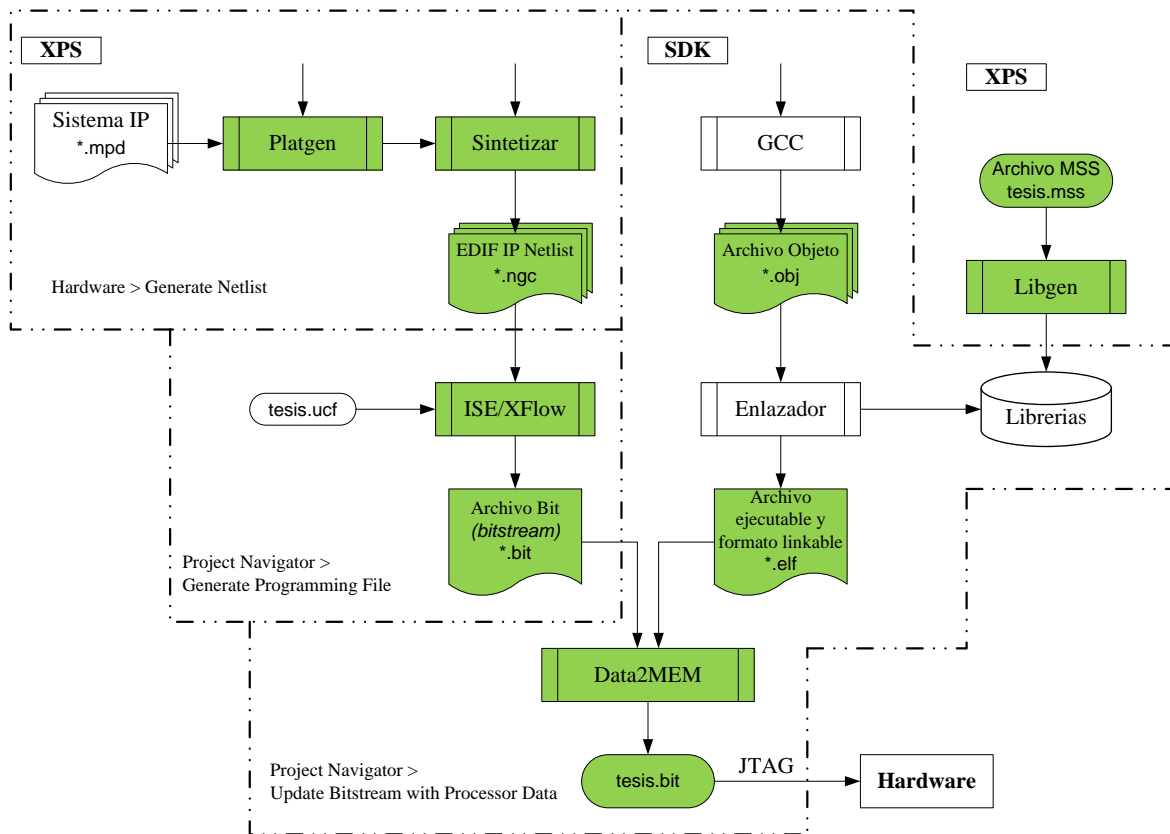 XPS
SDK
XPS
Sistema IP
*.mpd
Platgen
Sintetizar
GCC
Archivo MSS
tesis.mss
EDIF IP Netlist
*.ngc
Archivo Objeto
*.obj
Libgen
Hardware > Generate Netlist
tesis.ucf
ISE/XFlow
Enlazador
Librerias
Archivo Bit
(bitstream)
*.bit
Archivo
ejecutable y
formato linkable
*.elf
Project Navigator >
Generate Programming File
Data2MEM
Project Navigator >
Update Bitstream with Processor Data
tesis.bit
JTAG
Hardware